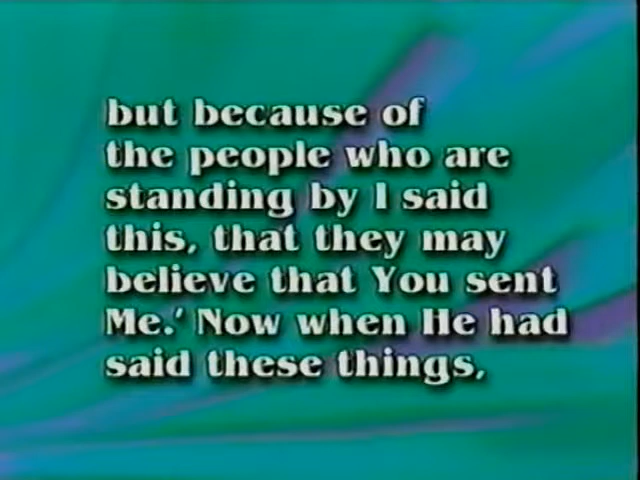 but because of
the people who are
standing by I said
this, that they may
believe that You sent
Me.' Now when He had
said these things,